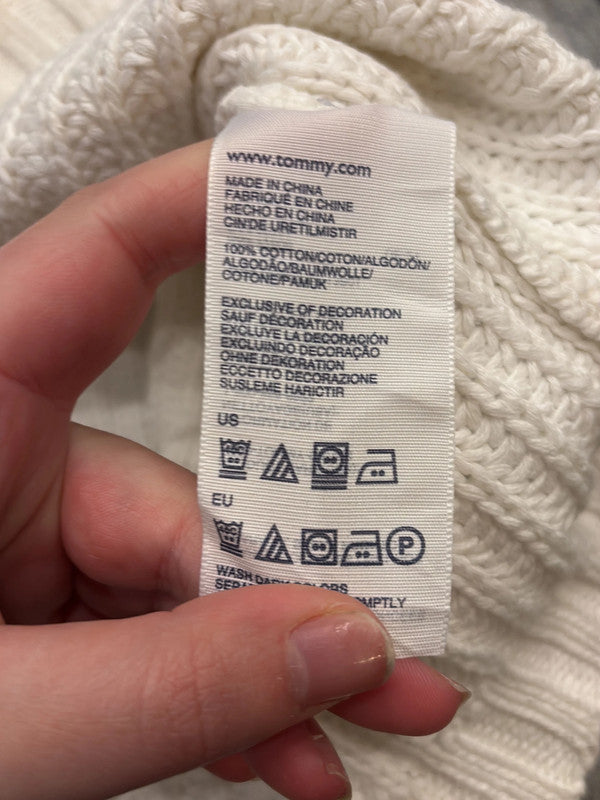 www.tommy.com
MADE IN CHINA
FABRIQUE EN CHINE
HECHO EN CHINA
ÇIN'DE URETILMISTIR
100% COTTON/COTON/ALGODÓN/
ALGODÃO/BAUMWOLLE/
COTONE/PAMUK
EXCLUSIVE OF DECORATION
SAUF DÉCORATION
EXCLUYE LA DECORACIÓN
EXCLUINDO DECORAÇÃO
OHNE DEKORATION
ECCETTO DECORAZIONE
SUSLEME HARICTIR
US
EU
P
WASH DARK COLORS